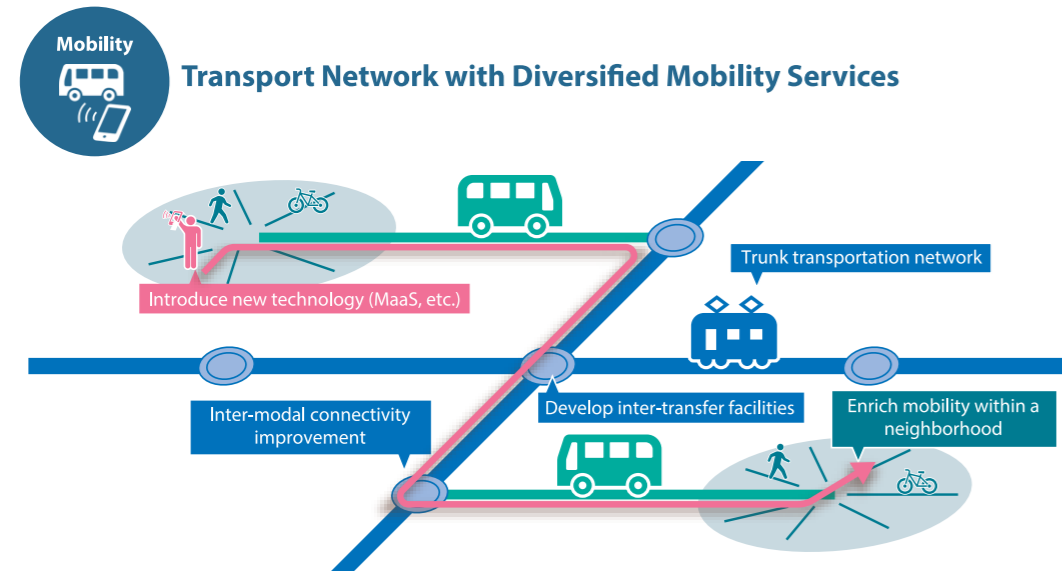 Mobility
Transport Network with Diversified Mobility Services
Trunk transportation network
Introduce new technology (MaaS, etc.)
Inter-modal connectivity
improvement
Develop inter-transfer facilities
Enrich mobility within a
neighborhood